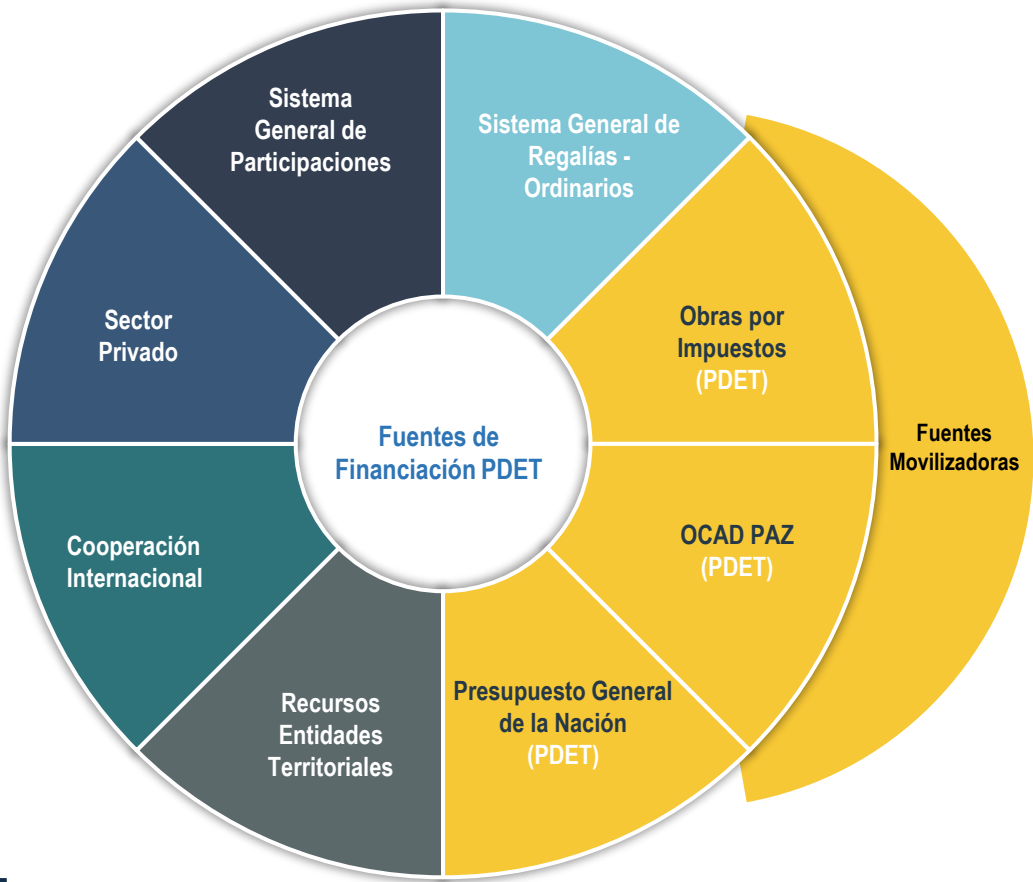 Sistema
General de
Participaciones
Sistema General de
Regalías -
Ordinarios
Sector
Privado
Obras por
Impuestos
(PDET)
Fuentes de
Financiación PDET
Fuentes
Movilizadoras
Cooperación
Internacional
OCAD PAZ
(PDET)
Recursos
Entidades
Territoriales
Presupuesto General
de la Nación
(PDET)